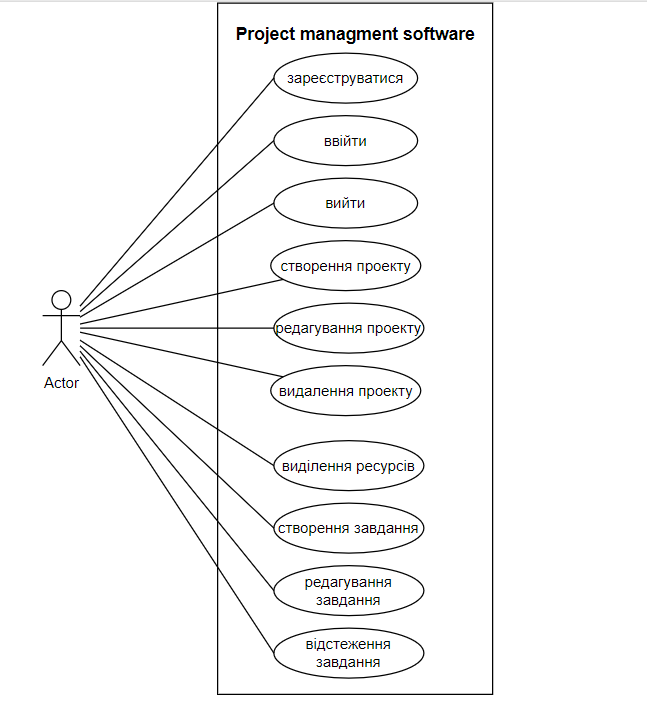 Project managment software
зареєструватися
ввійти
вийти
створення проекту
редагування проекту
видалення проекту
Actor
виділення ресурсів
створення завдання
редагування
завдання
відстеження
завдання